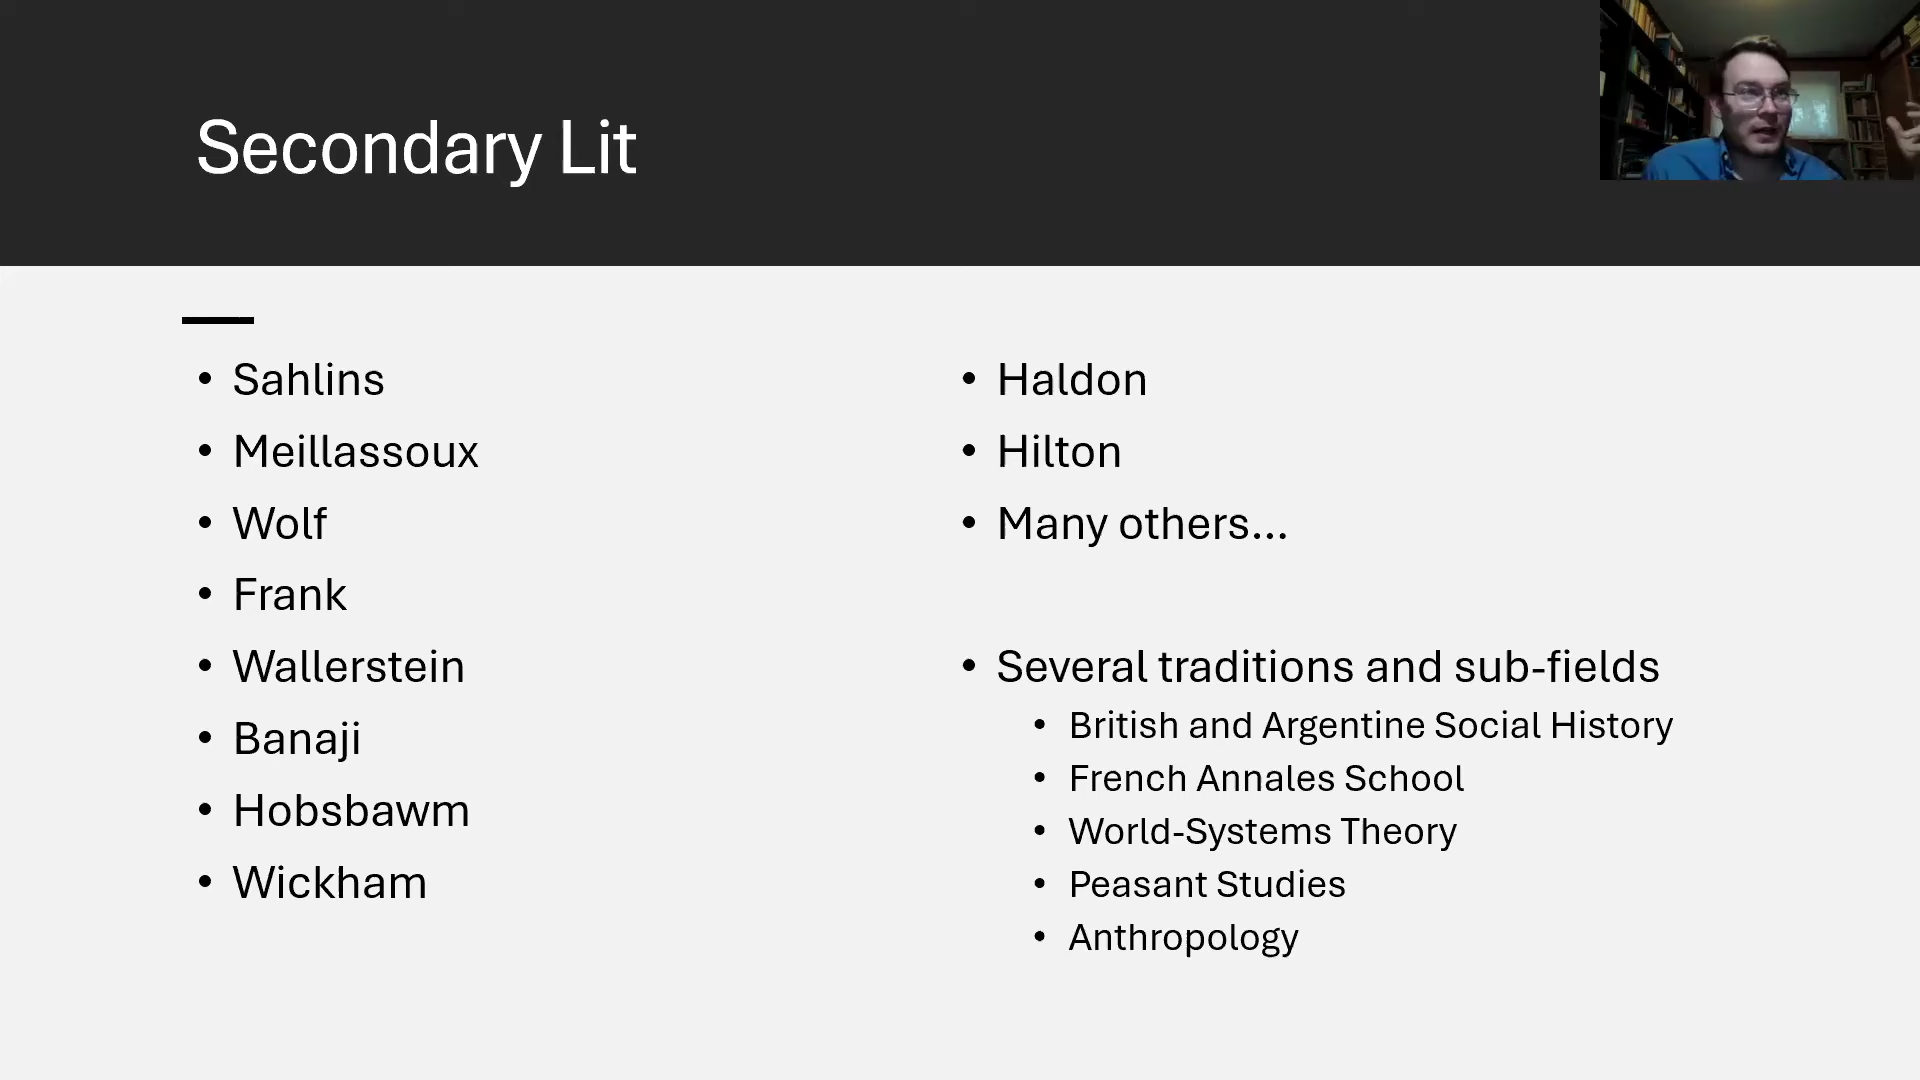 Secondary Lit
• Sahlins
• Meillassoux
• Wolf
• Frank
• Wallerstein
• Banaji
• Hobsbawm
• Wickham
• Haldon
• Hilton
• Many others...
• Several traditions and sub-fields
• British and Argentine Social History
• French Annales School
• World-Systems Theory
• Peasant Studies
• Anthropology